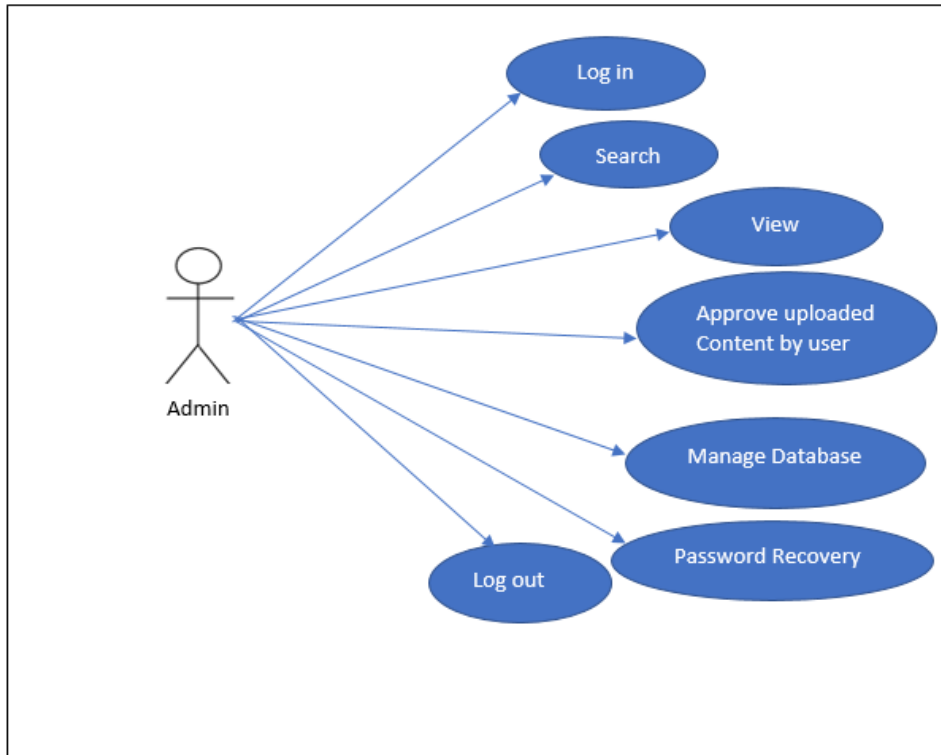 Log in
Search
View
Approve uploaded
Content by user
Admin
Manage Database
Password Recovery
Log out